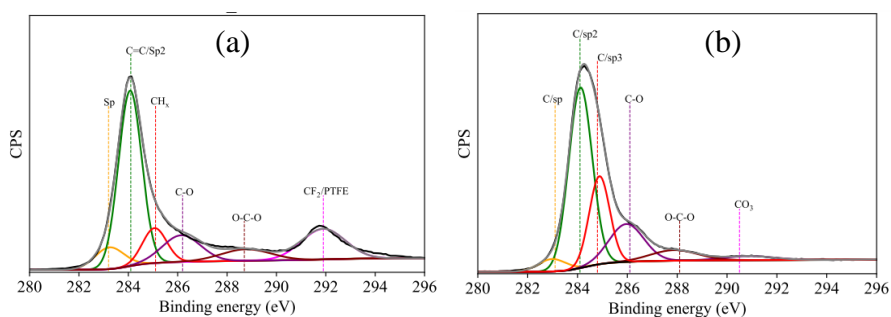 (a)
C=C/Sp2
Sp
CHx
C-O
O-C-O
CF2/PTFE
CPS
280 282 284 286 288 290 292 294 296
Binding energy (eV)
(b)
C/sp2
C/sp3
C/sp
C-O
O-C-O
CO3
CPS
280 282 284 286 288 290 292 294 296
Binding energy (eV)